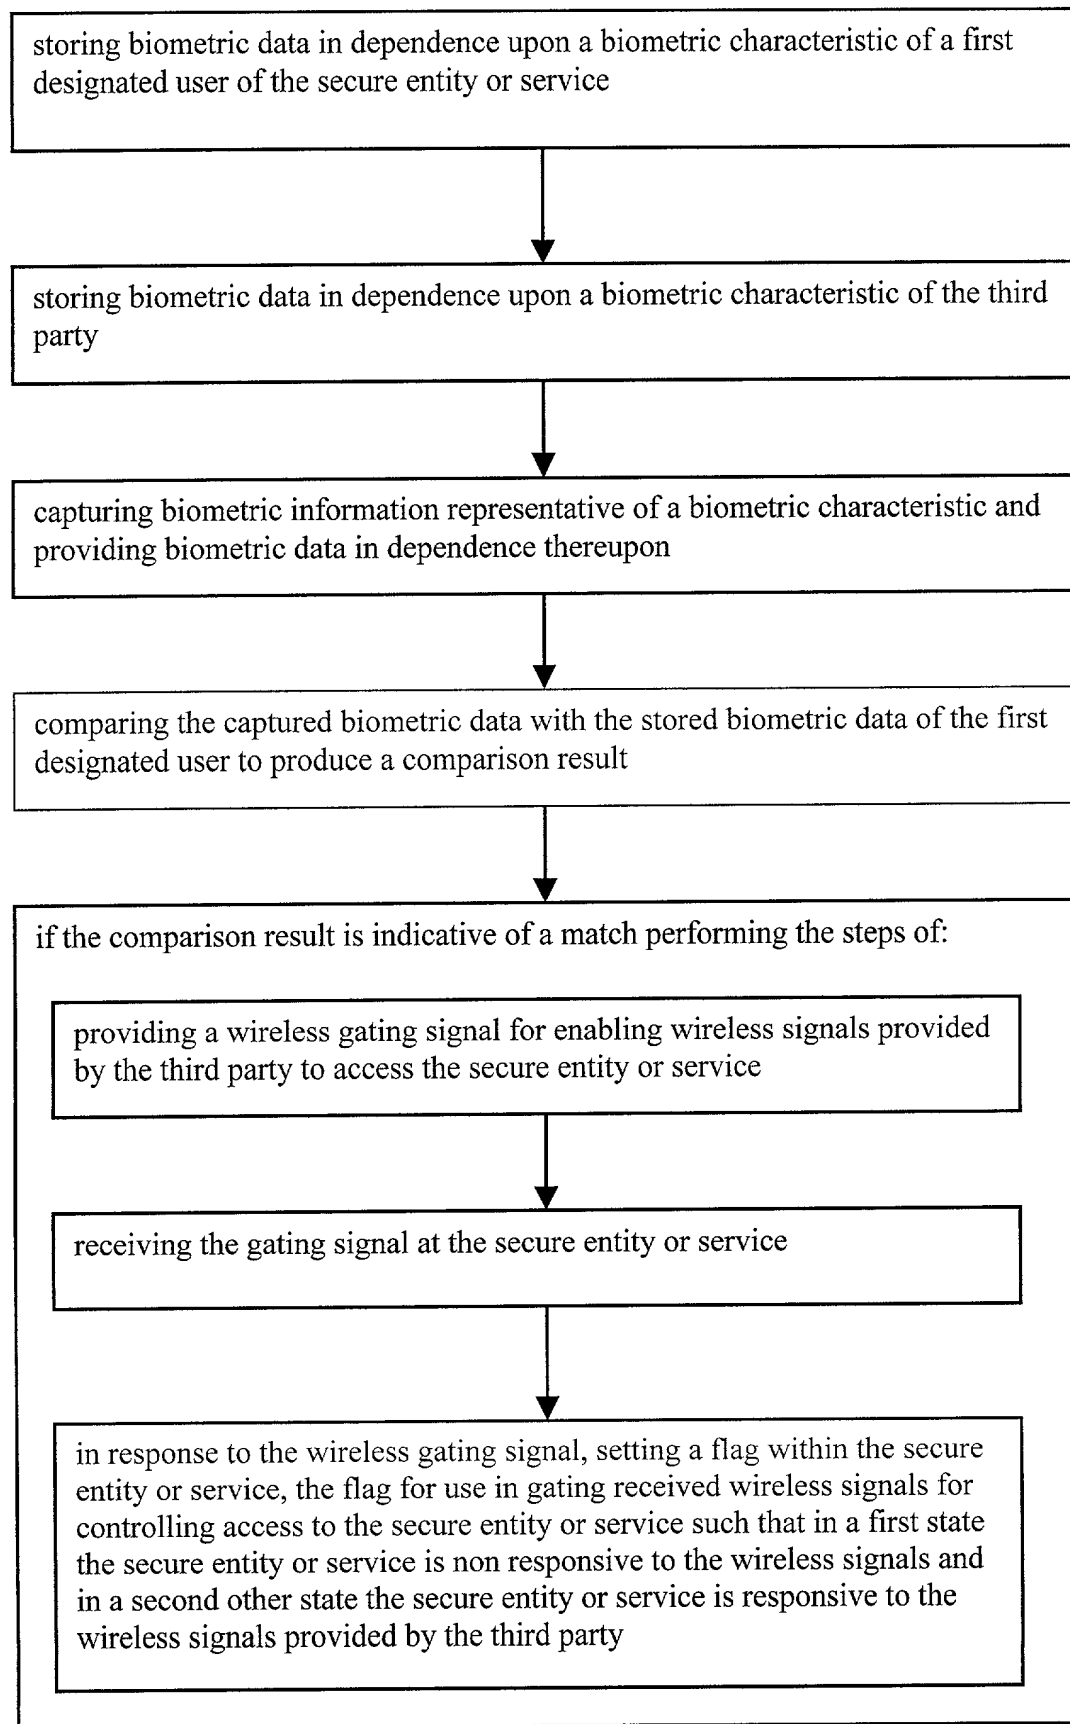 storing biometric data in dependence upon a biometric characteristic of a first
designated user of the secure entity or service
storing biometric data in dependence upon a biometric characteristic of the third
party
capturing biometric information representative of a biometric characteristic and
providing biometric data in dependence thereupon
comparing the captured biometric data with the stored biometric data of the first
designated user to produce a comparison result
if the comparison result is indicative of a match performing the steps of:
providing a wireless gating signal for enabling wireless signals provided
by the third party to access the secure entity or service
receiving the gating signal at the secure entity or service
in response to the wireless gating signal, setting a flag within the secure
entity or service, the flag for use in gating received wireless signals for
controlling access to the secure entity or service such that in a first state
the secure entity or service is non responsive to the wireless signals and
in a second other state the secure entity or service is responsive to the
wireless signals provided by the third party